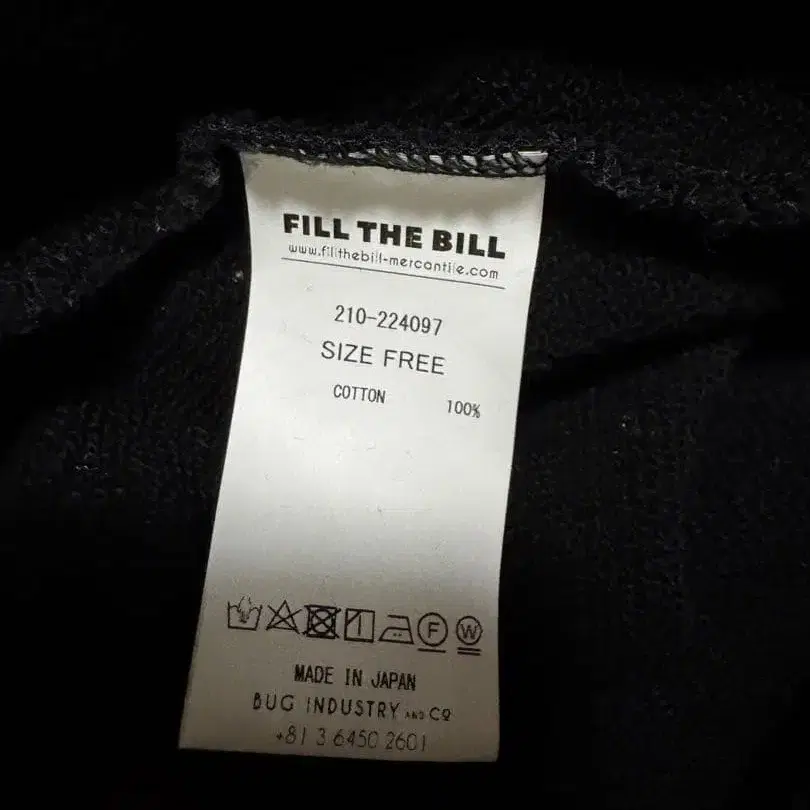 FILL THE BILL
www.fillthebill-mercantile.com
210-224097
SIZE FREE
COTTON 100%
F W
MADE IN JAPAN
BUG INDUSTRY AND CO
+81 3 6450 2601